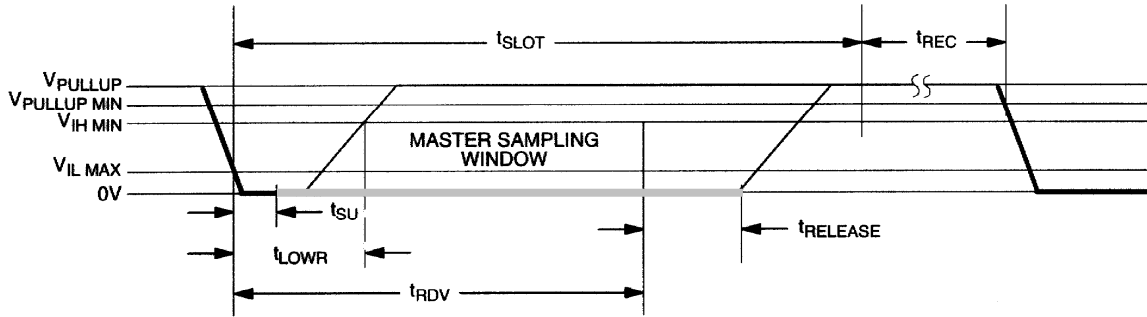 tSLOT
tREC
VPULLUP
VPULLUP MIN
VIH MIN
MASTER SAMPLING
WINDOW
VIL MAX
0V
tSU
tRELEASE
tLOWR
tRDV